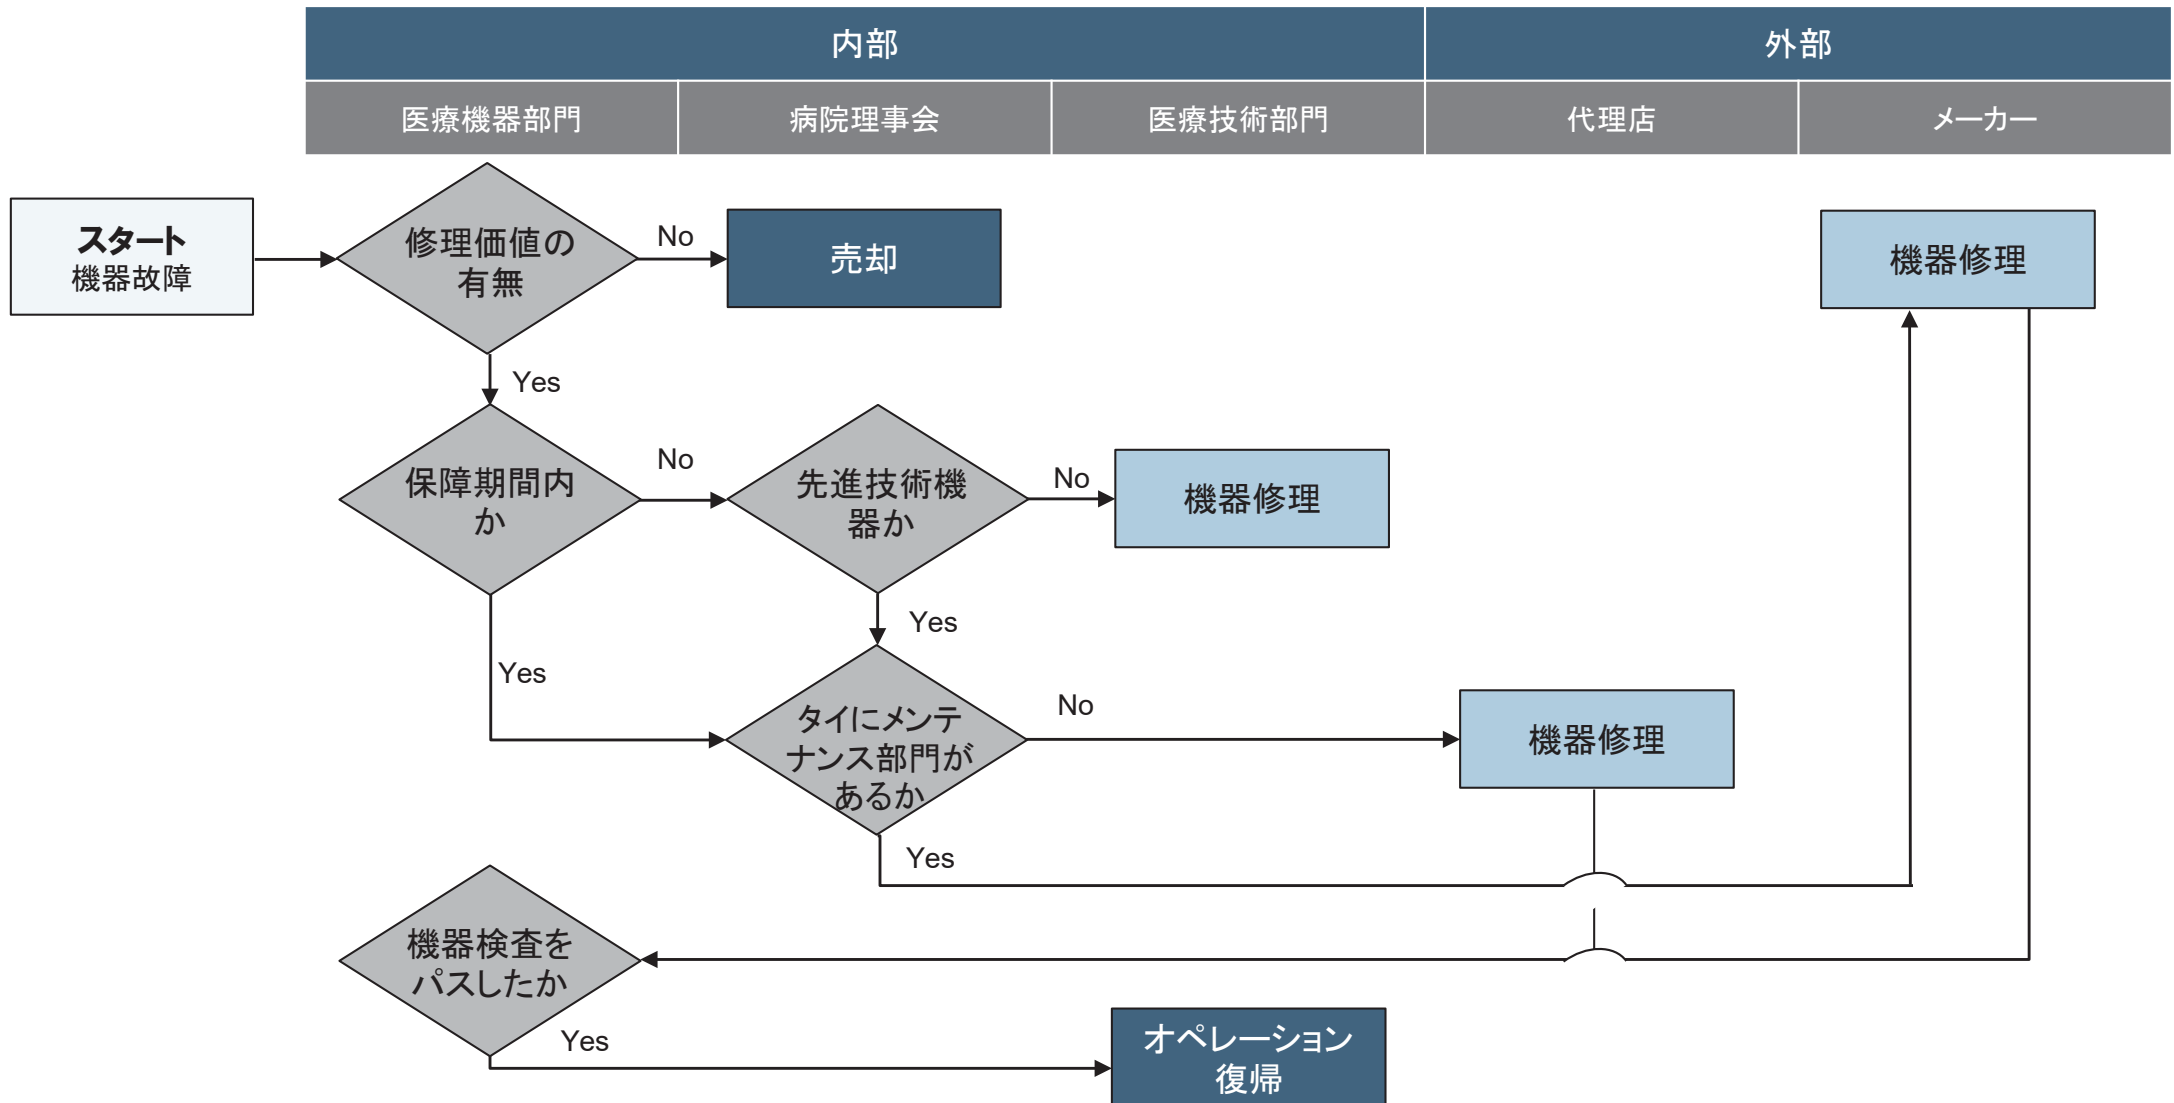 内部
外部
医療機器部門
病院理事会
医療技術部門
代理店
メーカー
スタート
機器故障
修理価値の
有無
No
売却
機器修理
Yes
保障期間内
か
No
先進技術機
器か
No
機器修理
Yes
Yes
タイにメンテ
ナンス部門が
あるか
No
機器修理
Yes
機器検査を
パスしたか
Yes
オペレーション
復帰